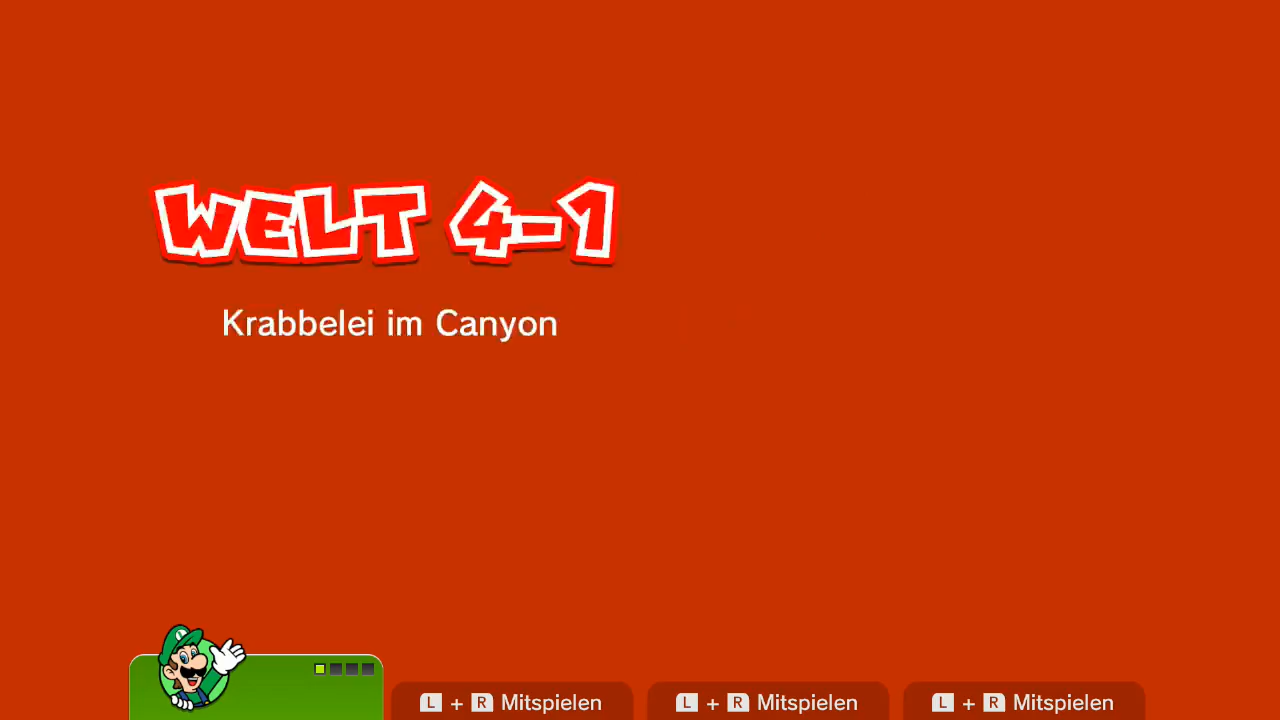 WELT 4-1
Krabbelei im Canyon
L + R Mitspielen L + R Mitspielen L + R Mitspielen